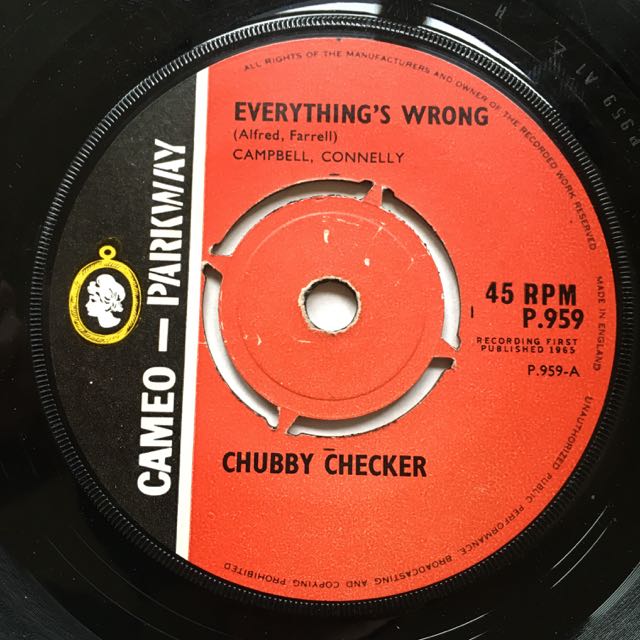 ALL RIGHTS OF THE MANUFACTURERS AND OWNER OF THE RECORDED WORK RESERVED
EVERYTHING'S WRONG
(Alfred, Farrell)
CAMPBELL, CONNELLY
CAMEO — PARKWAY
45 RPM
P.959
RECORDING FIRST
PUBLISHED 1965
P.959-A
MADE IN ENGLAND
CHUBBY CHECKER
UNAUTHORIZED PUBLIC PERFORMANCE, BROADCASTING AND COPYING PROHIBITED
P959 A1
H